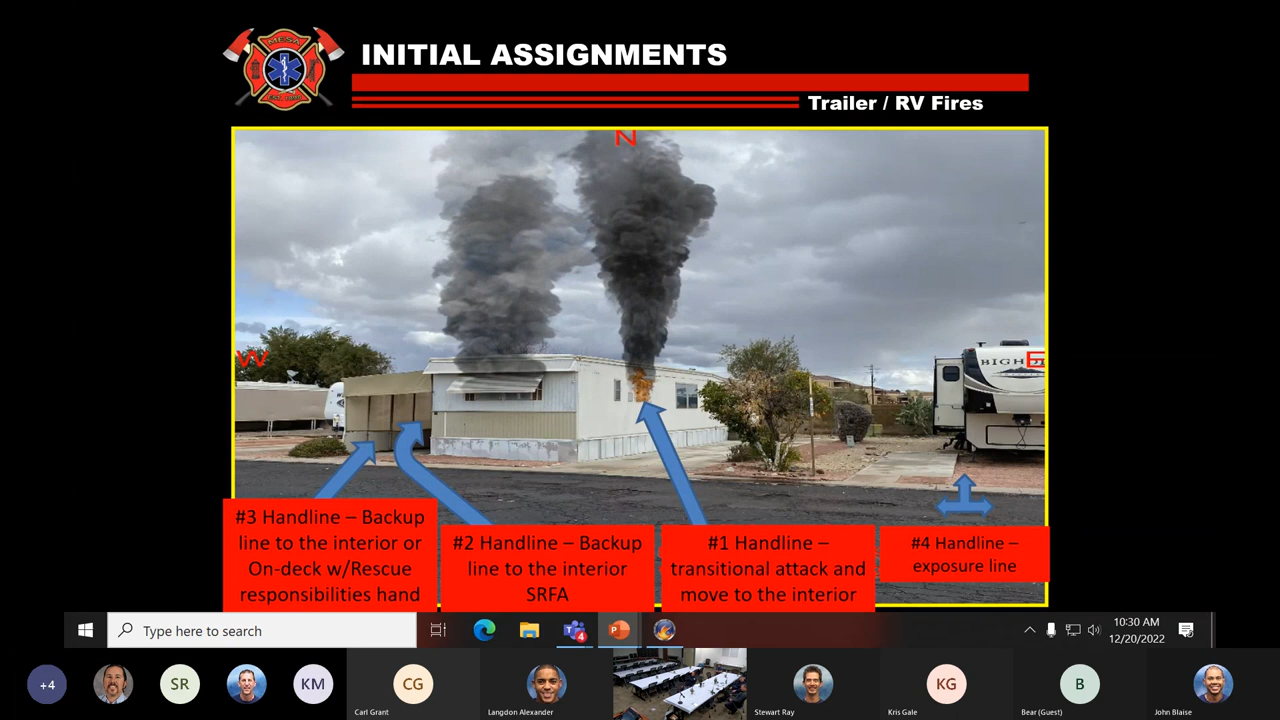 MESA
INITIAL ASSIGNMENTS
Trailer / RV Fires
N
W
BIGH
E
#3 Handline – Backup
line to the interior or
On-deck w/Rescue
responsibilities hand
#2 Handline – Backup
line to the interior
SRFA
#1 Handline –
transitional attack and
move to the interior
#4 Handline –
exposure line
Type here to search
4
10:30 AM
12/20/2022
+4
SR
KM
CG
Carl Grant
Langdon Alexander
Stewart Ray
KG
Kris Gale
B
Bear (Guest)
John Blaise